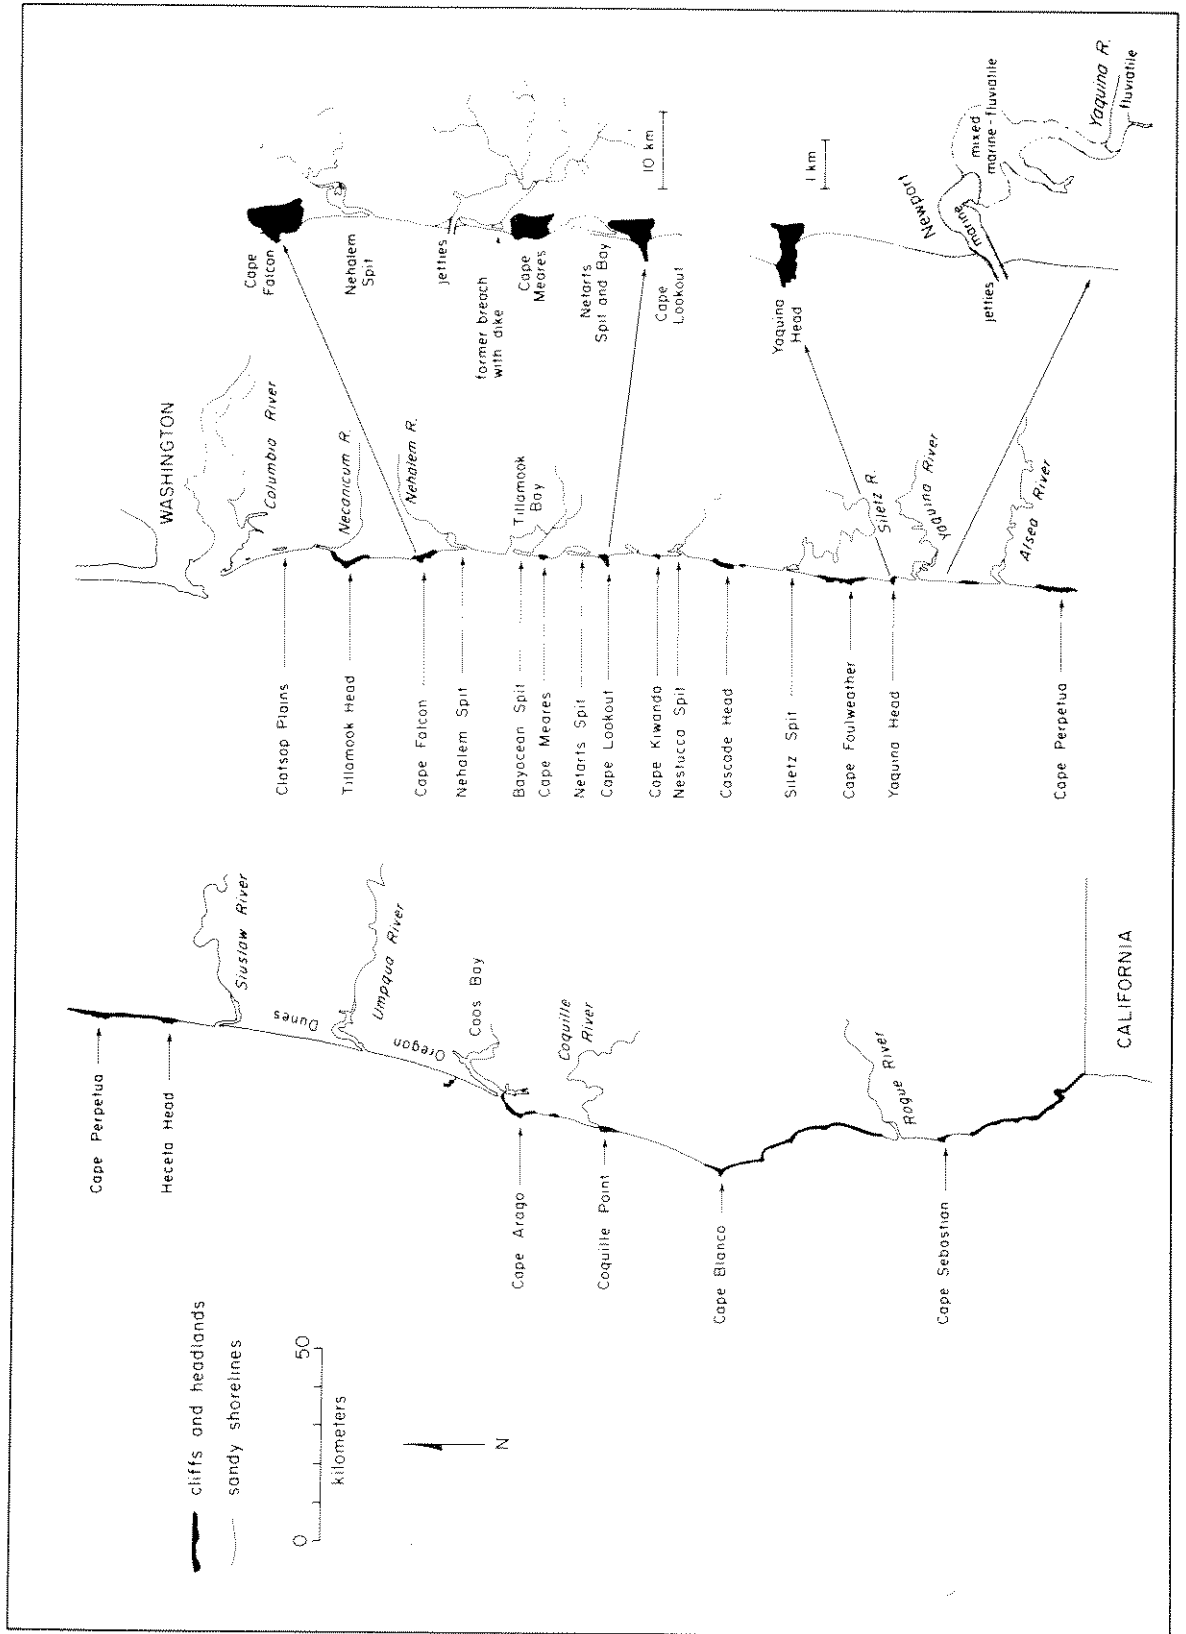 WASHINGTON
Columbia River
Necanicum R.
Nehalem R.
Tillamook
Bay
Siletz R.
Yaquina River
Yaquina
Alsea
River
Clatsop Plains
Tillamook Head
Cape Falcon
Nehalem Spit
Bayocean Spit
Cape Meares
Netarts Spit
Cape Lookout
Cape Kiwanda
Nestucca Spit
Cascade Head
Siletz Spit
Cape Foulweather
Yaquina Head
Cape Perpetua
Cape
Falcon
Nehalem
Spit
jetties
former breach
with dike
Cape
Meares
Netarts
Spit and Bay
Cape
Lookout
10 km
Yaquina
Head
1 km
Newport
marine
mixed
marine-fluviatile
jetties
Yaquina R.
fluviatile
Cape Perpetua
Heceta Head
Cape Arago
Coquille Point
Cape Blanco
Cape Sebastian
Siuslaw River
Dunes
Umpqua River
Oregon
Coos Bay
Coquille
River
Rogue River
CALIFORNIA
cliffs and headlands
sandy shorelines
0 50
kilometers
N